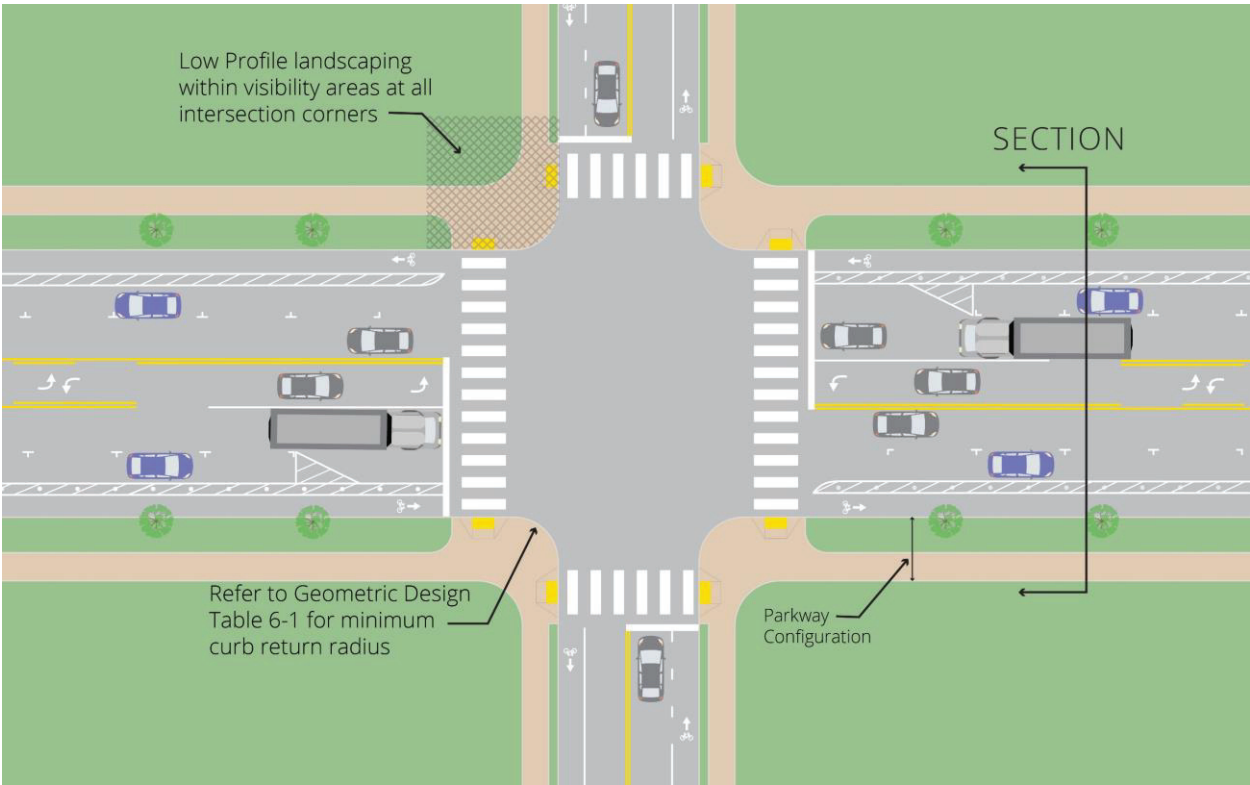 Low Profile landscaping
within visibility areas at all
intersection corners
SECTION
Refer to Geometric Design
Table 6-1 for minimum
curb return radius
Parkway
Configuration